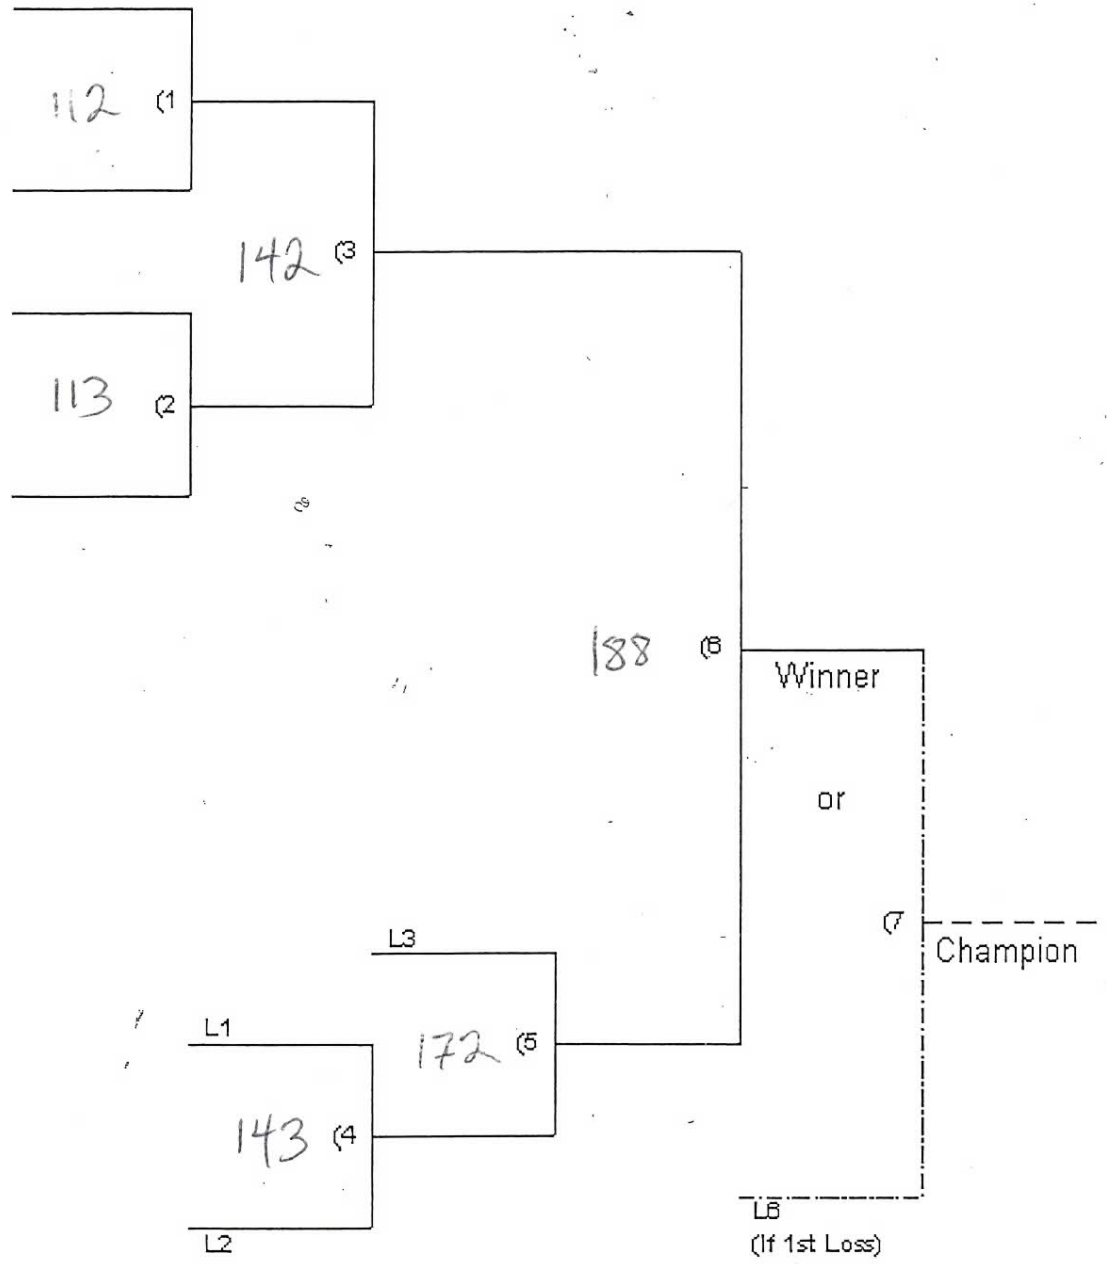 112 (1
142 (3
113 (2
188 (6
Winner
or
(7
Champion
L3
L1
172 (5
143 (4
L2
L6
(If 1st Loss)